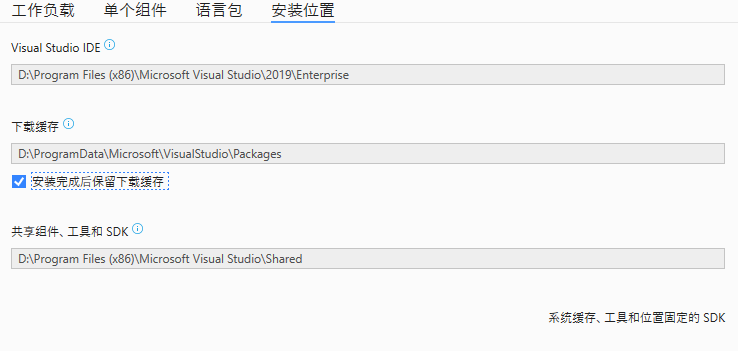 工作负载 单个组件 语言包 安装位置
Visual Studio IDE
D:\Program Files (x86)\Microsoft Visual Studio\2019\Enterprise
下载缓存
D:\ProgramData\Microsoft\VisualStudio\Packages
安装完成后保留下载缓存
共享组件、工具和 SDK
D:\Program Files (x86)\Microsoft Visual Studio\Shared
系统缓存、工具和位置固定的 SDK